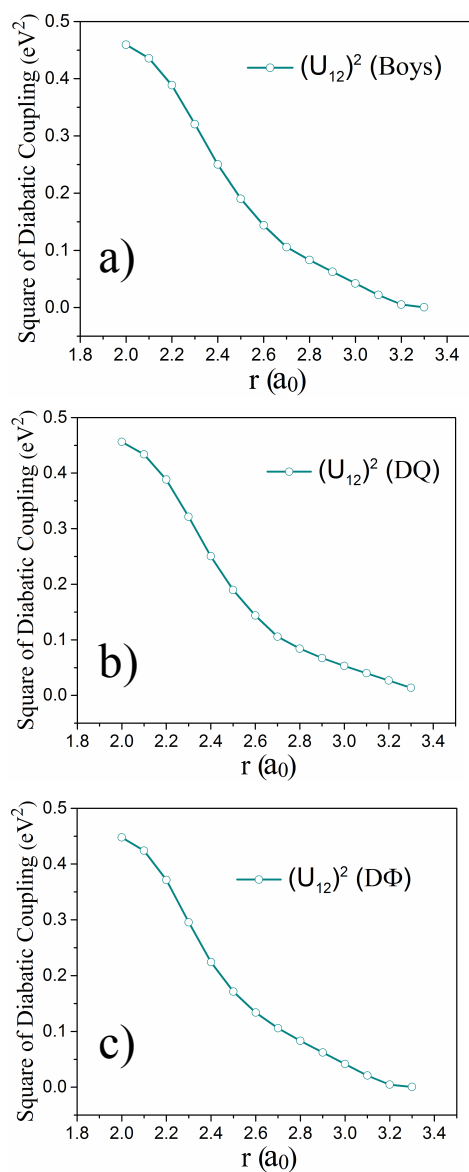 0.5
0.4
0.3
0.2
0.1
0.0
Square of Diabatic Coupling (eV²)
(U₁₂)² (Boys)
a)
1.8 2.0 2.2 2.4 2.6 2.8 3.0 3.2 3.4
r (a₀)
0.5
0.4
0.3
0.2
0.1
0.0
Square of Diabatic Coupling (eV²)
(U₁₂)² (DQ)
b)
1.8 2.0 2.2 2.4 2.6 2.8 3.0 3.2 3.4
r (a₀)
0.5
0.4
0.3
0.2
0.1
0.0
Square of Diabatic Coupling (eV²)
(U₁₂)² (DΦ)
c)
1.8 2.0 2.2 2.4 2.6 2.8 3.0 3.2 3.4
r (a₀)